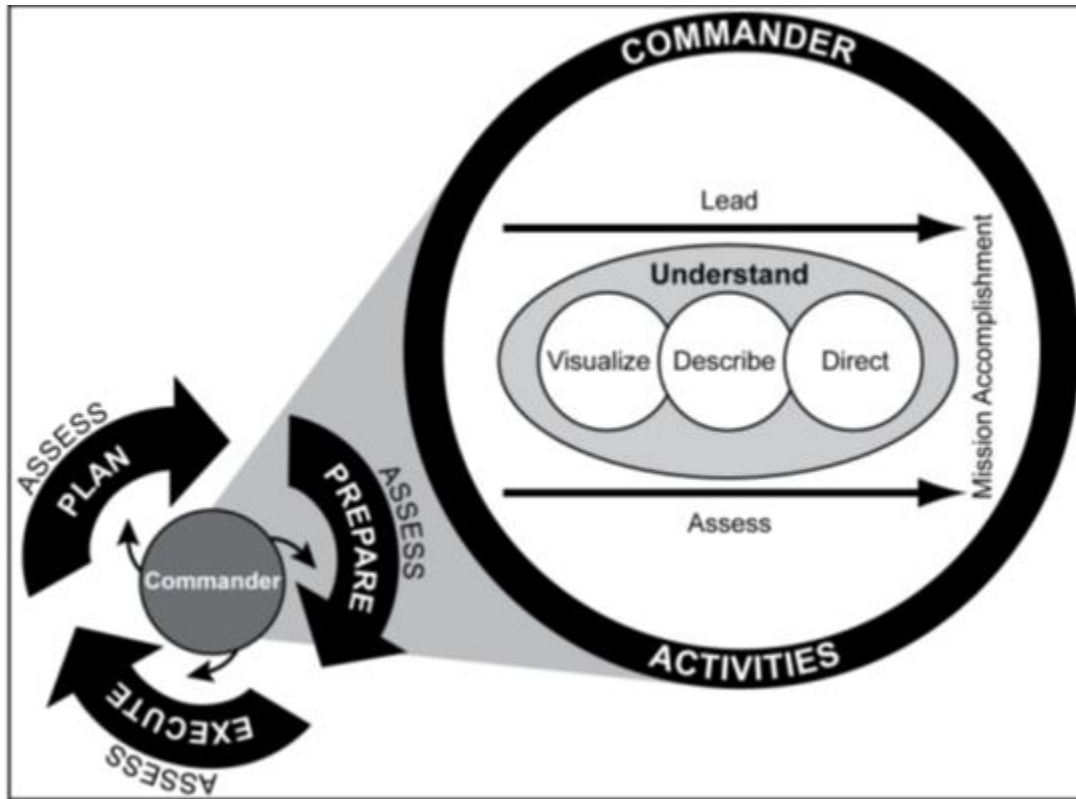 COMMANDER
Lead
Understand
Visualize Describe Direct
Mission Accomplishment
Assess
ACTIVITIES
ASSESS
PLAN
PREPARE
ASSESS
Commander
EXECUTE
ASSESS